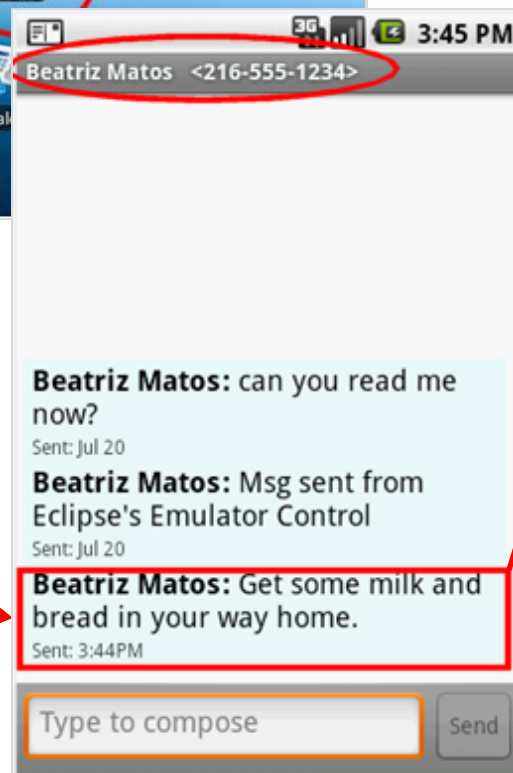 3G
3:45 PM
Beatriz Matos <216-555-1234>
Beatriz Matos: can you read me
now?
Sent: Jul 20
Beatriz Matos: Msg sent from
Eclipse's Emulator Control
Sent: Jul 20
Beatriz Matos: Get some milk and
bread in your way home.
Sent: 3:44PM
Type to compose
Send